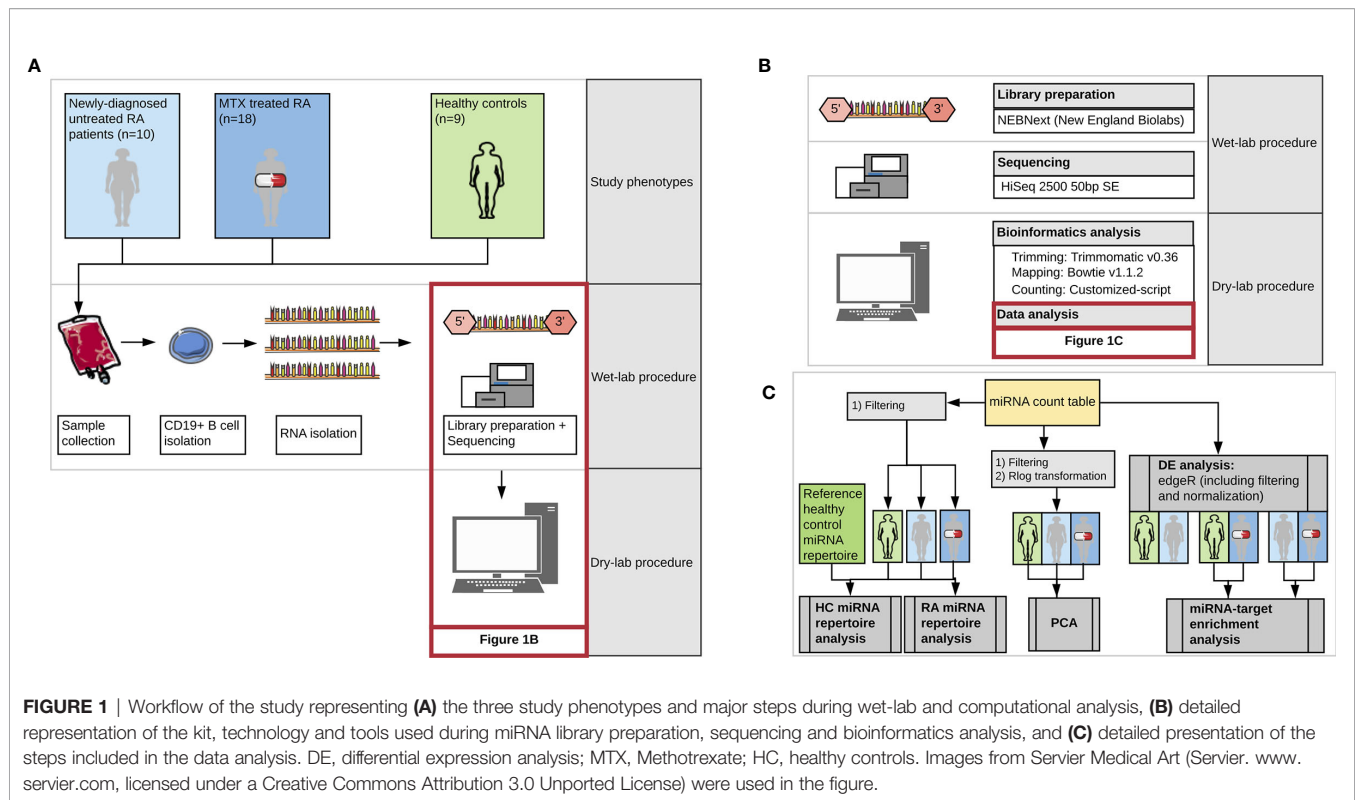 A
Newly-diagnosed
untreated RA
patients (n=10)
MTX treated RA
(n=18)
Healthy controls
(n=9)
Study phenotypes
5'
3'
Sample
collection
CD19+ B cell
isolation
RNA isolation
Library preparation +
Sequencing
Wet-lab procedure
Figure 1B
Dry-lab procedure
B
5'
3'
Library preparation
NEBNext (New England Biolabs)
Sequencing
HiSeq 2500 50bp SE
Wet-lab procedure
Bioinformatics analysis
Trimming: Trimmomatic v0.36
Mapping: Bowtie v1.1.2
Counting: Customized-script
Data analysis
Figure 1C
Dry-lab procedure
C
1) Filtering
miRNA count table
1) Filtering
2) Rlog transformation
DE analysis:
edgeR (including filtering
and normalization)
Reference
healthy
control
miRNA
repertoire
HC miRNA
repertoire
analysis
RA miRNA
repertoire
analysis
PCA
miRNA-target
enrichment
analysis
FIGURE 1 | Workflow of the study representing (A) the three study phenotypes and major steps during wet-lab and computational analysis, (B) detailed
representation of the kit, technology and tools used during miRNA library preparation, sequencing and bioinformatics analysis, and (C) detailed presentation of the
steps included in the data analysis. DE, differential expression analysis; MTX, Methotrexate; HC, healthy controls. Images from Servier Medical Art (Servier. www.
servier.com, licensed under a Creative Commons Attribution 3.0 Unported License) were used in the figure.